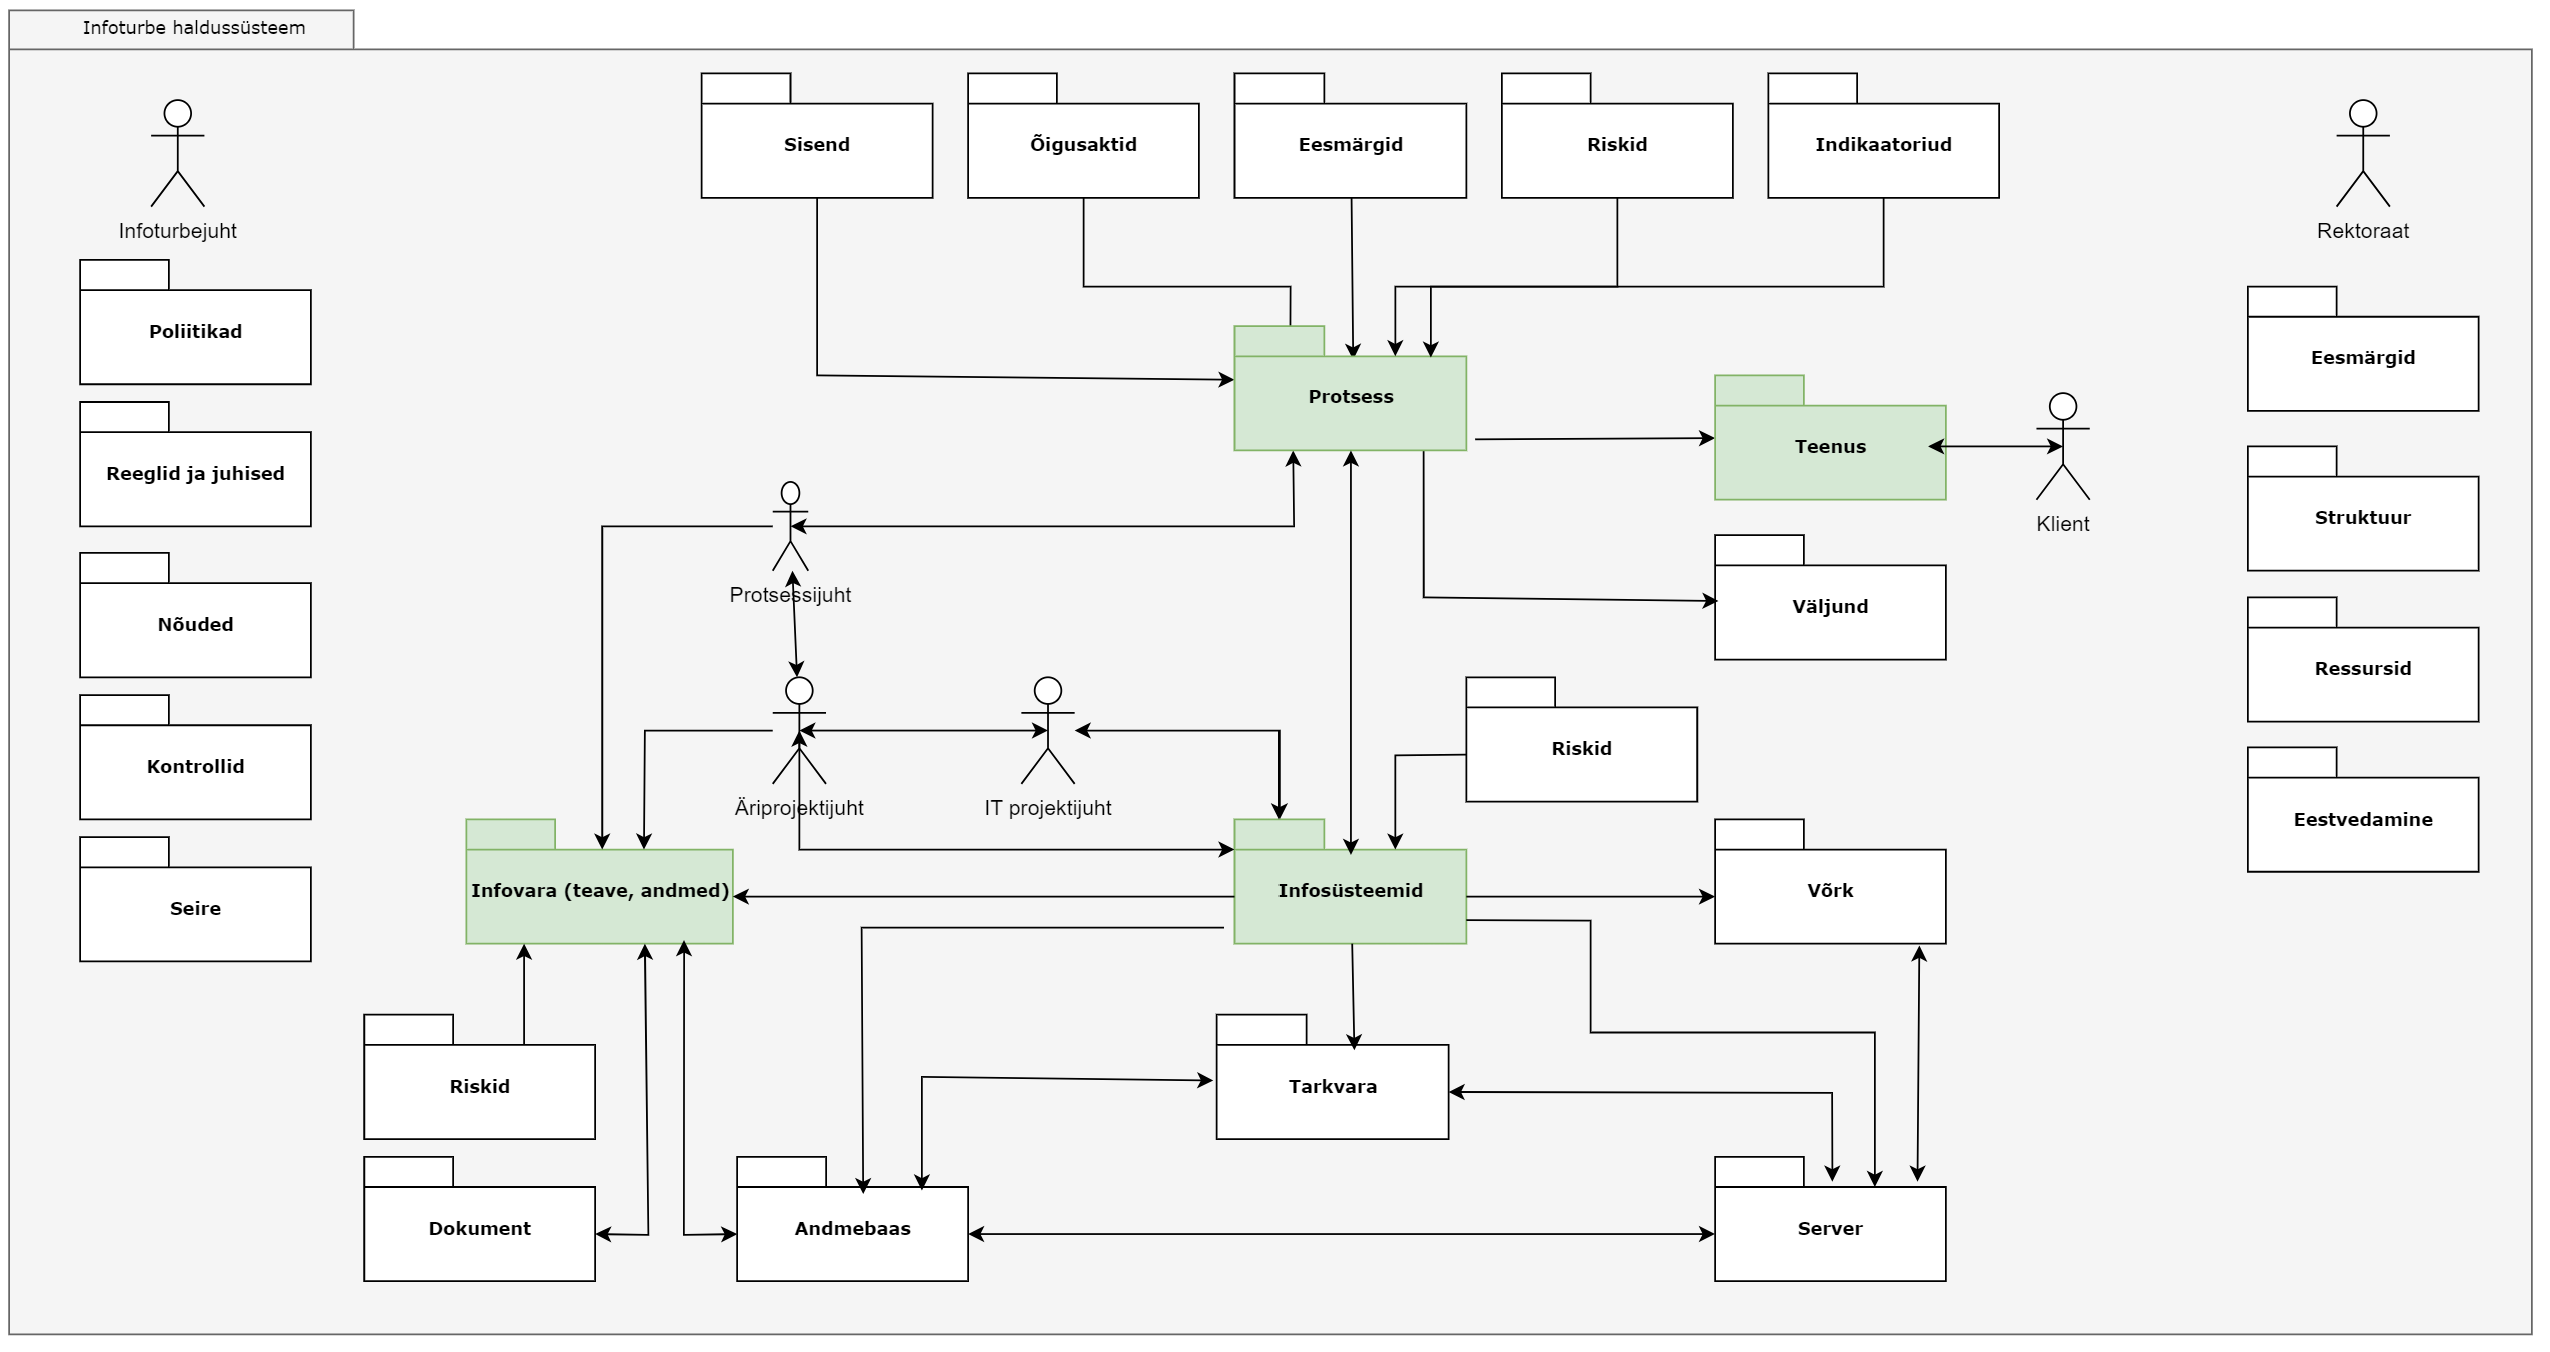 Infoturbe haldussüsteem
Sisend
Õigusaktid
Eesmärgid
Riskid
Indikaatoriud
Infoturbejuht
Rektoraat
Poliitikad
Eesmärgid
Protsess
Teenus
Reeglid ja juhised
Struktuur
Klient
Protsessijuht
Väljund
Nõuded
Ressursid
Riskid
Kontrollid
Äriprojektijuht
IT projektijuht
Eestvedamine
Infovara (teave, andmed)
Infosüsteemid
Võrk
Seire
Riskid
Tarkvara
Dokument
Andmebaas
Server